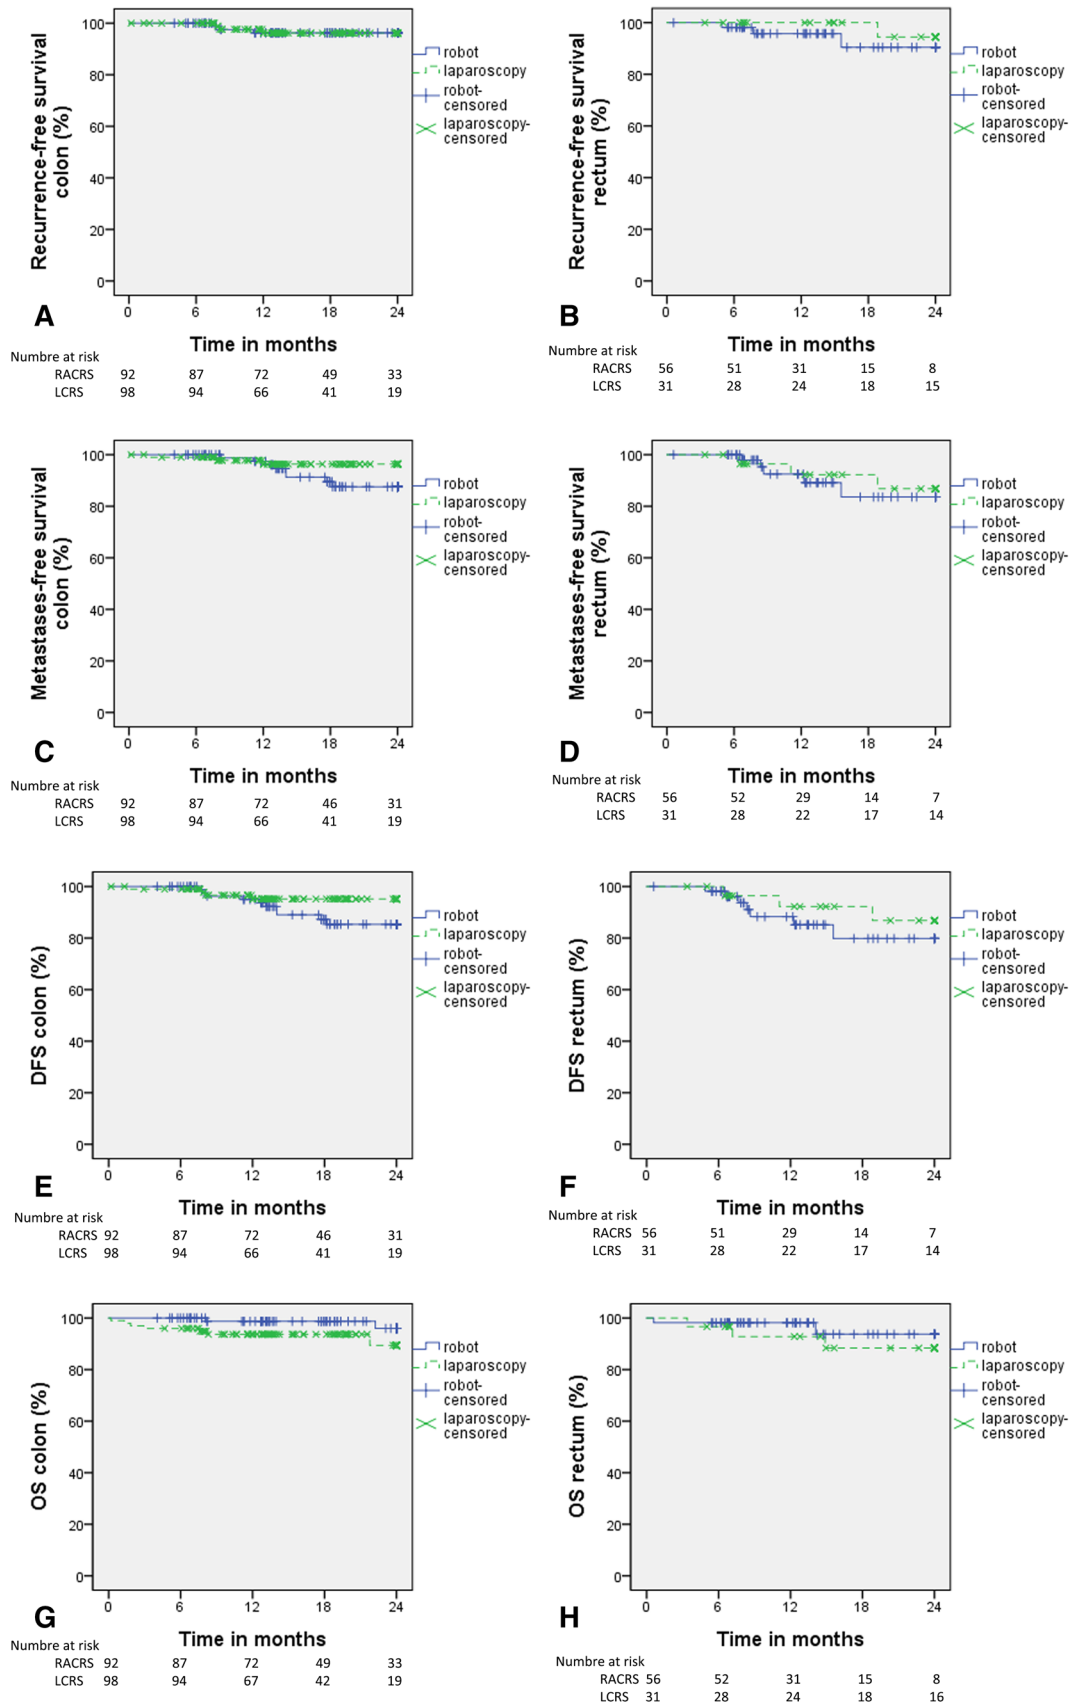 Recurrence-free survival
colon (%)
100
80
60
40
20
0
0 6 12 18 24
robot
laparoscopy
robot-
censored
laparoscopy-
censored
A
Time in months
Numbre at risk
RACRS 92 87 72 49 33
LCRS 98 94 66 41 19
Recurrence-free survival
rectum (%)
100
80
60
40
20
0
0 6 12 18 24
robot
laparoscopy
robot-
censored
laparoscopy-
censored
B
Time in months
Numbre at risk
RACRS 56 51 31 15 8
LCRS 31 28 24 18 15
Metastases-free survival
colon (%)
100
80
60
40
20
0
0 6 12 18 24
robot
laparoscopy
robot-
censored
laparoscopy-
censored
C
Time in months
Numbre at risk
RACRS 92 87 72 46 31
LCRS 98 94 66 41 19
Metastases-free survival
rectum (%)
100
80
60
40
20
0
0 6 12 18 24
robot
laparoscopy
robot-
censored
laparoscopy-
censored
D
Time in months
Numbre at risk
RACRS 56 52 29 14 7
LCRS 31 28 22 17 14
DFS colon (%)
100
80
60
40
20
0
0 6 12 18 24
robot
laparoscopy
robot-
censored
laparoscopy-
censored
E
Time in months
Numbre at risk
RACRS 92 87 72 46 31
LCRS 98 94 66 41 19
DFS rectum (%)
100
80
60
40
20
0
0 6 12 18 24
robot
laparoscopy
robot-
censored
laparoscopy-
censored
F
Time in months
Numbre at risk
RACRS 56 51 29 14 7
LCRS 31 28 22 17 14
OS colon (%)
100
80
60
40
20
0
0 6 12 18 24
robot
laparoscopy
robot-
censored
laparoscopy-
censored
G
Time in months
Numbre at risk
RACRS 92 87 72 49 33
LCRS 98 94 67 42 19
OS rectum (%)
100
80
60
40
20
0
0 6 12 18 24
robot
laparoscopy
robot-
censored
laparoscopy-
censored
H
Time in months
Numbre at risk
RACRS 56 52 31 15 8
LCRS 31 28 24 18 16